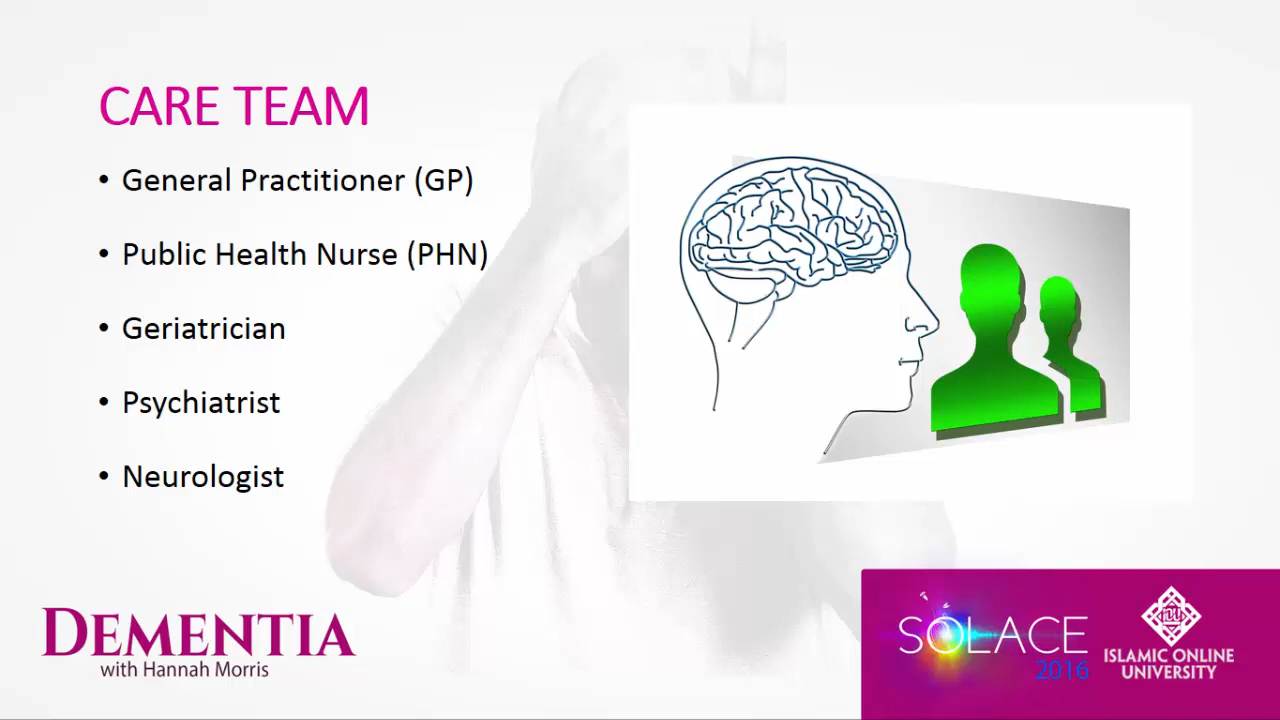 CARE TEAM
• General Practitioner (GP)
• Public Health Nurse (PHN)
• Geriatrician
• Psychiatrist
• Neurologist
DEMENTIA
with Hannah Morris
SOLACE
2016
IOU
ISLAMIC ONLINE
UNIVERSITY